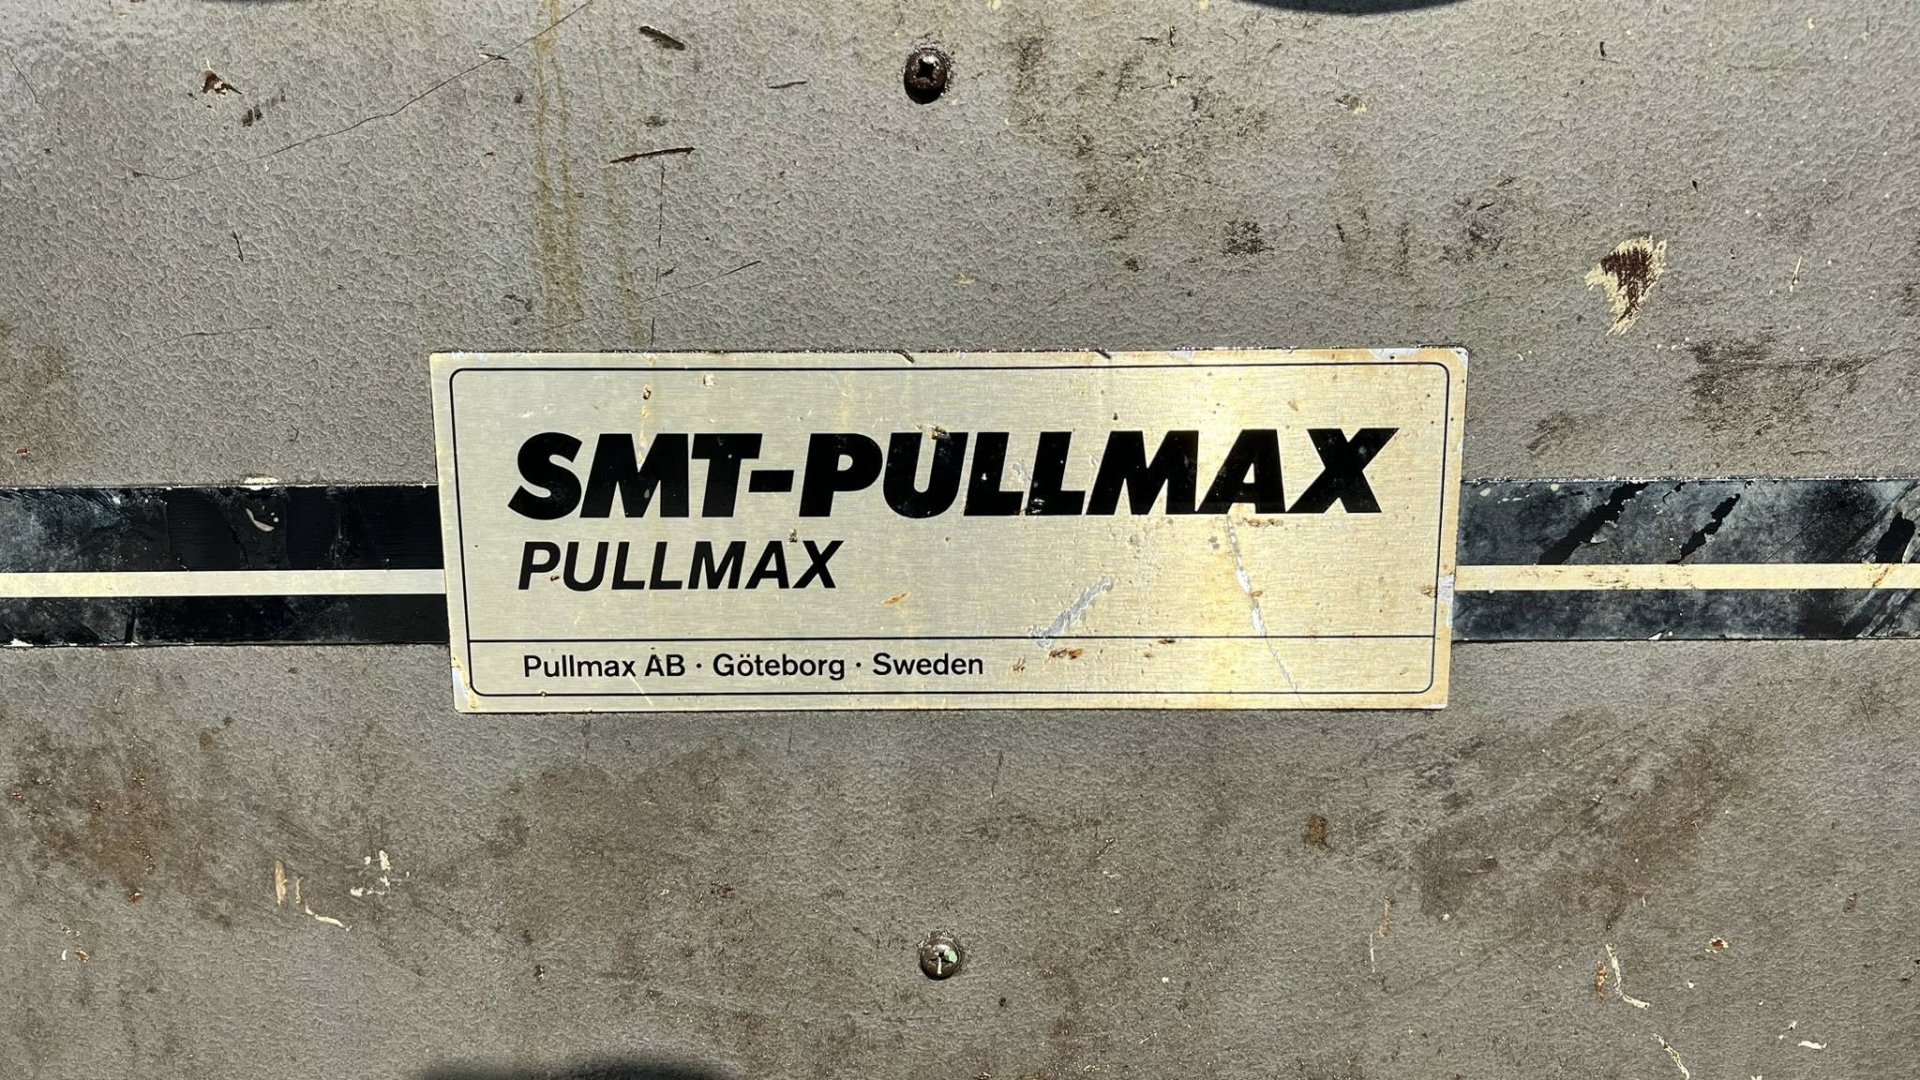 SMT-PULLMAX
PULLMAX
Pullmax AB · Göteborg · Sweden